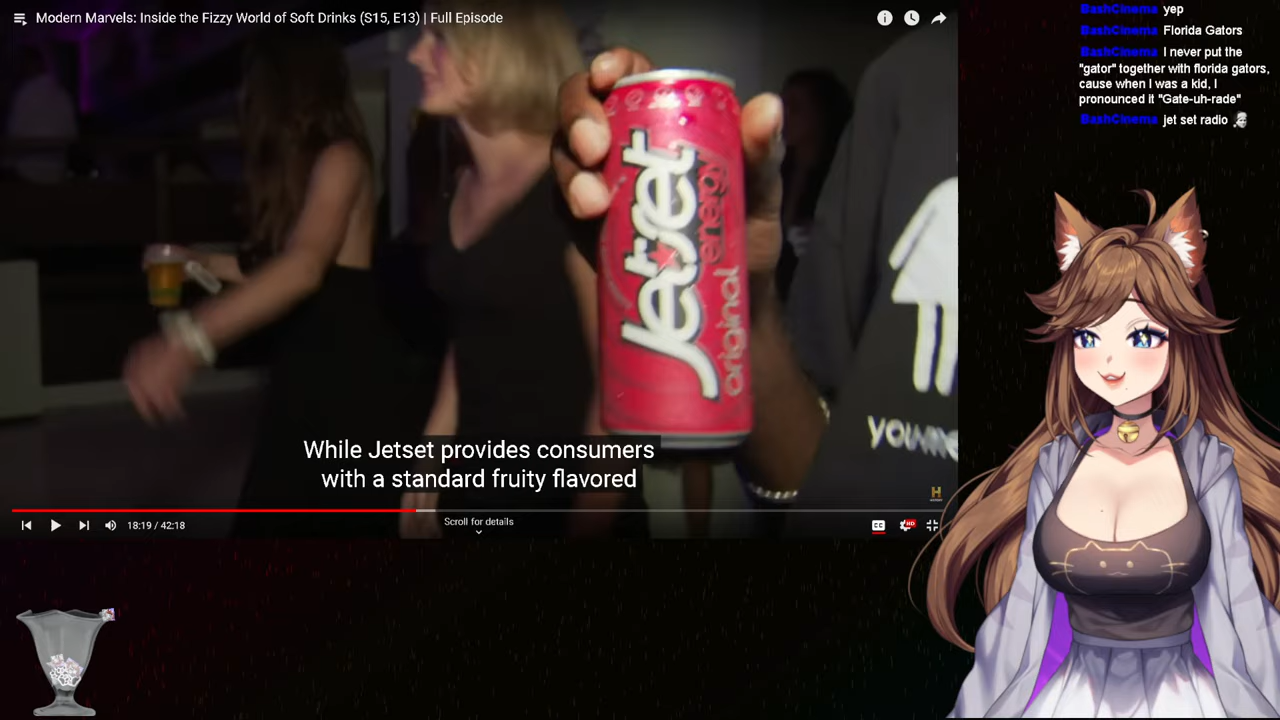 Modern Marvels: Inside the Fizzy World of Soft Drinks (S15, E13) | Full Episode
BashCinema yep
BashCinema Florida Gators
BashCinema I never put the
"gator" together with florida gators,
cause when I was a kid, I
pronounced it "Gate-uh-rade"
BashCinema jet set radio
Jetset
energy
original
While Jetset provides consumers
with a standard fruity flavored
H
18:19 / 42:18
Scroll for details
CC
HD